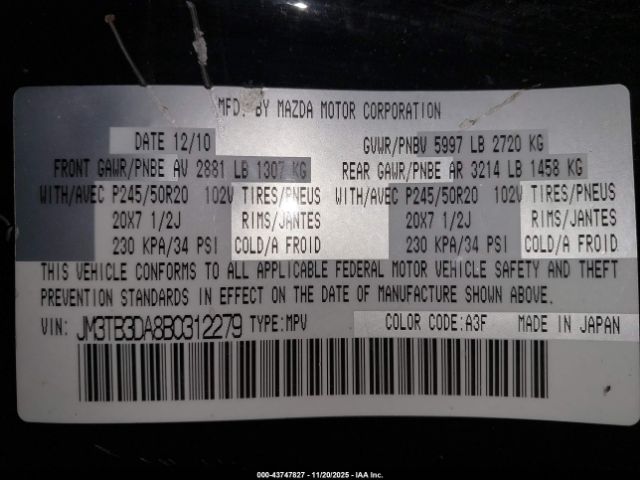 MFD. BY MAZDA MOTOR CORPORATION
DATE 12/10 GVWR/PNBV 5997 LB 2720 KG
FRONT GAWR/PNBE AV 2881 LB 1307 KG REAR GAWR/PNBE AR 3214 LB 1458 KG
WITH/AVEC P245/50R20 102V TIRES/PNEUS WITH/AVEC P245/50R20 102V TIRES/PNEUS
20X7 1/2J RIMS/JANTES 20X7 1/2J RIMS/JANTES
230 KPA/34 PSI COLD/A FROID 230 KPA/34 PSI COLD/A FROID
THIS VEHICLE CONFORMS TO ALL APPLICABLE FEDERAL MOTOR VEHICLE SAFETY AND THEFT
PREVENTION STANDARDS IN EFFECT ON THE DATE OF MANUFACTURE SHOWN ABOVE.
VIN: JM3TB3DA8B0312279 TYPE:MPV COLOR CODE:A3F MADE IN JAPAN
000-43747827 - 11/20/2025 - IAA Inc.